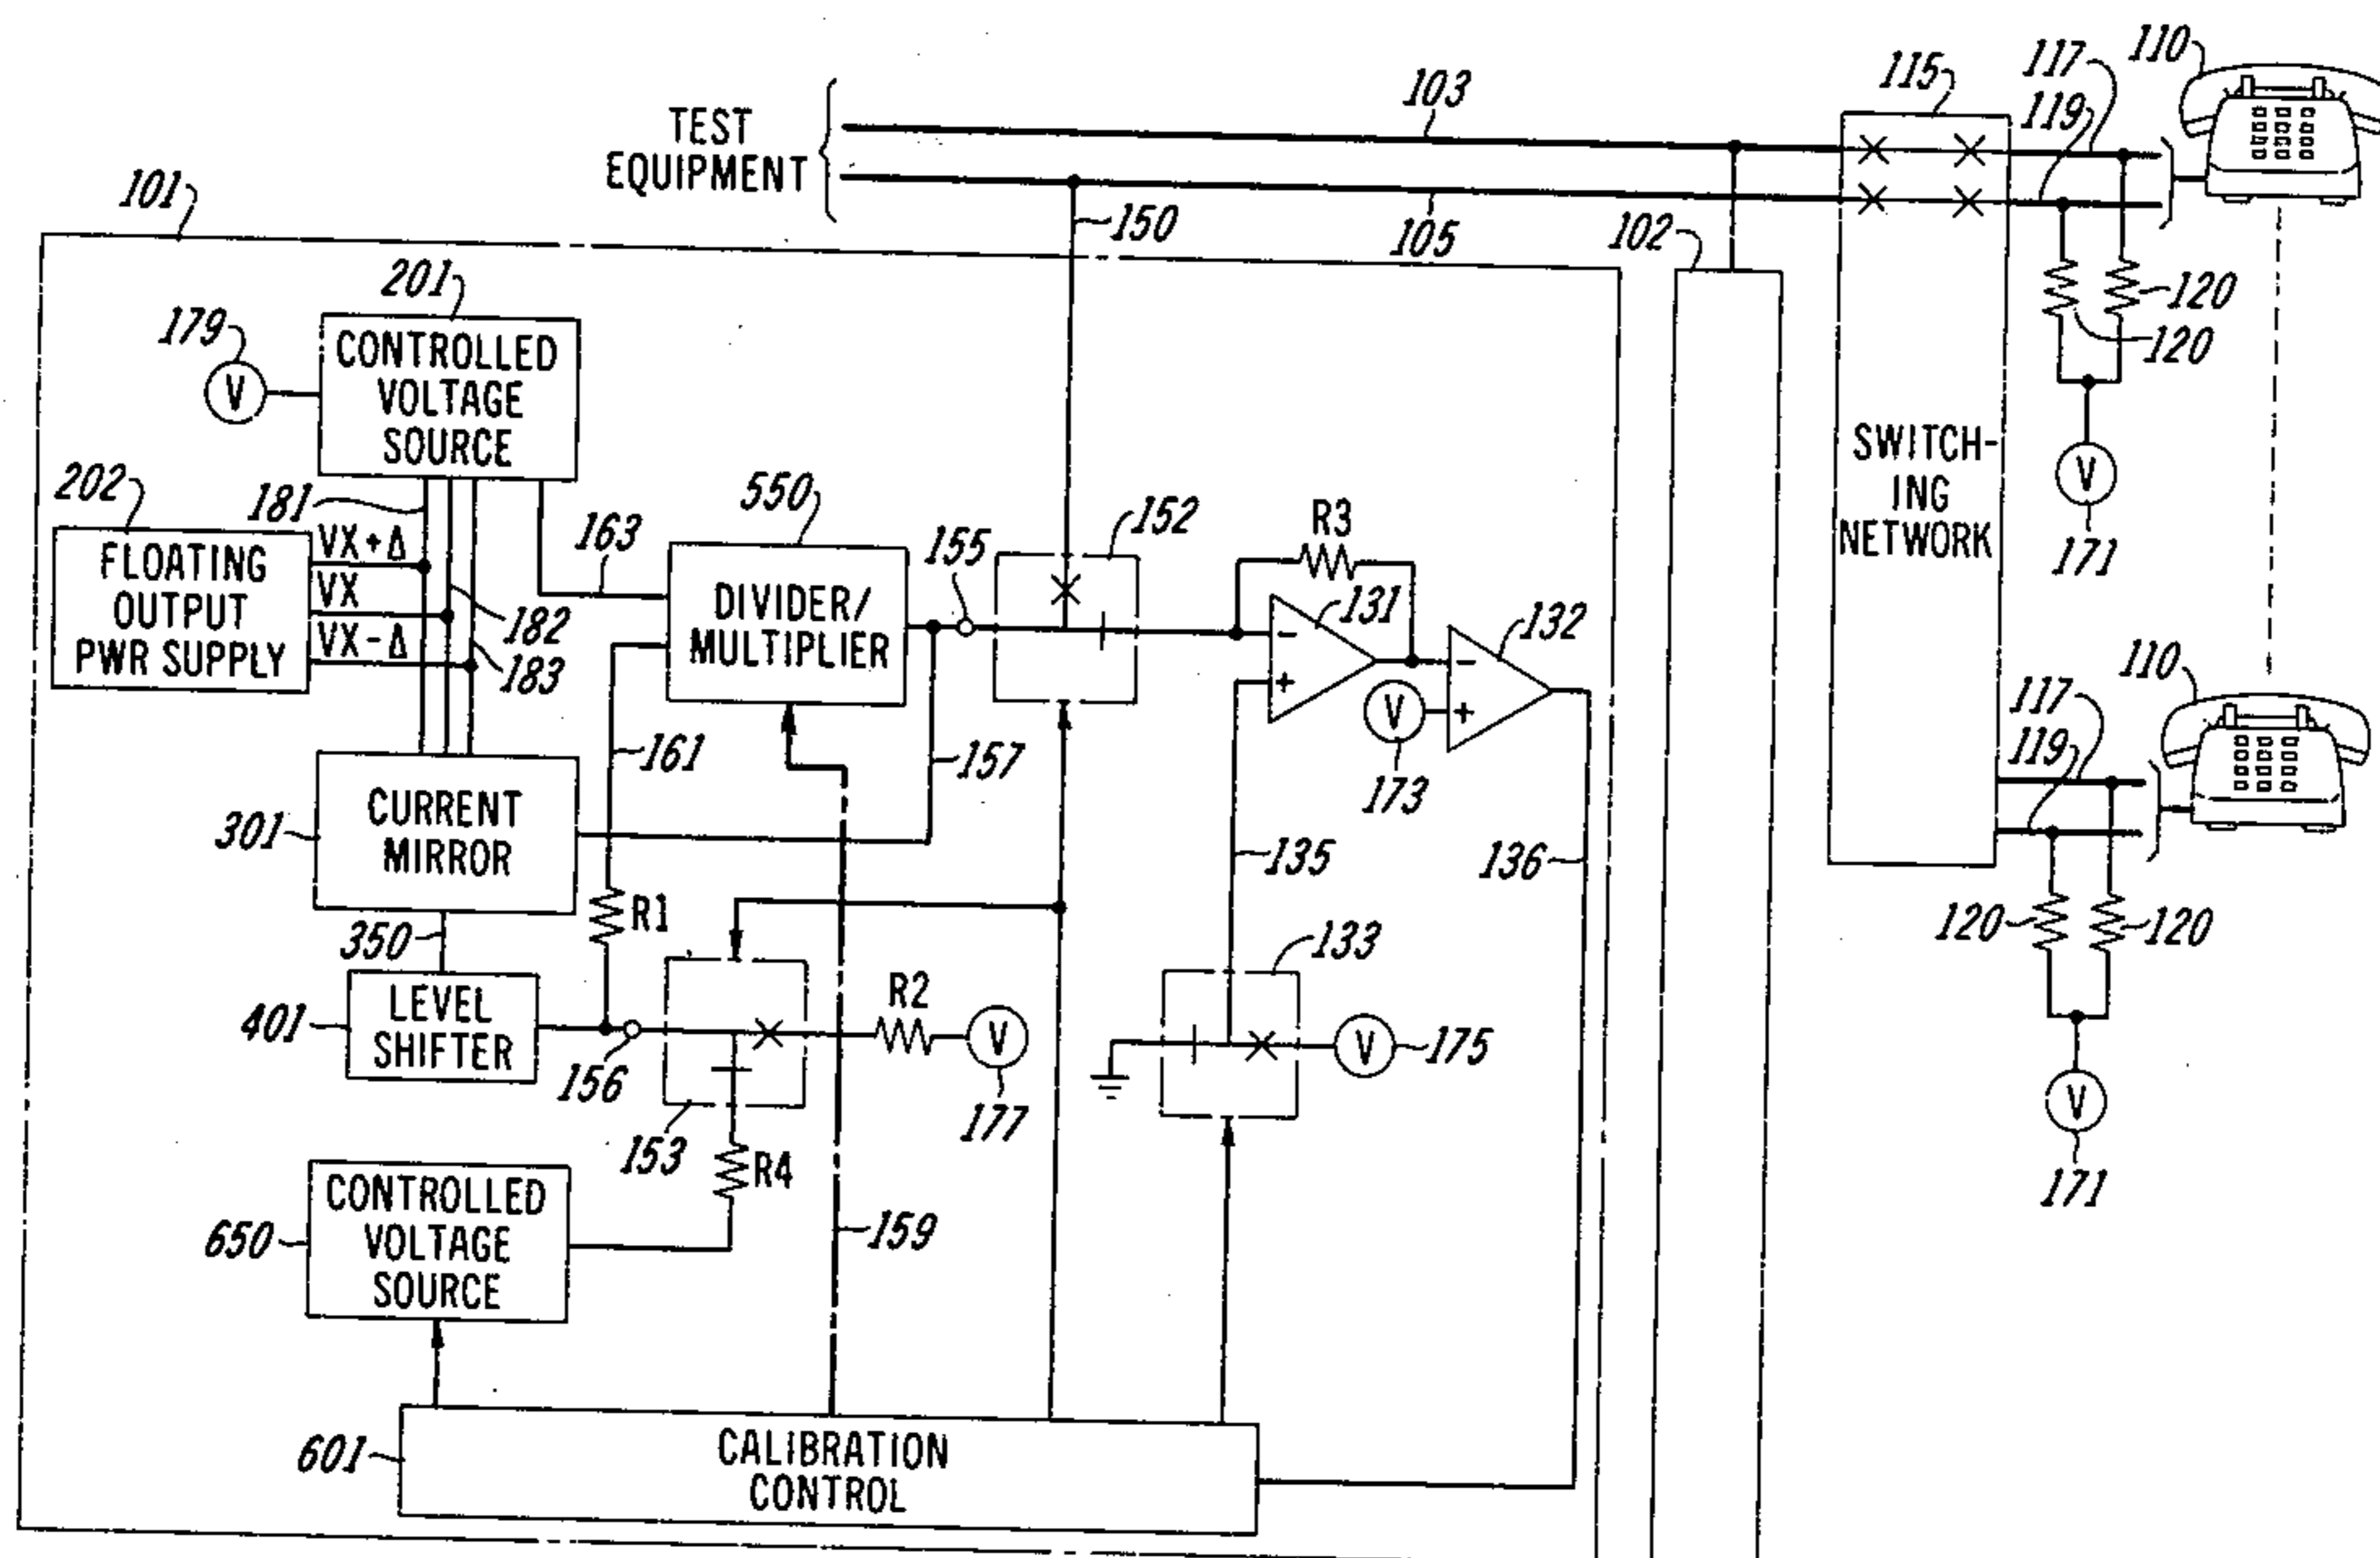 TEST
EQUIPMENT
103
105
150
115
117
119
110
120
120
V
171
101
102
179
V
201
CONTROLLED
VOLTAGE
SOURCE
202
FLOATING
OUTPUT
PWR SUPPLY
VX+Δ
VX
VX-Δ
181
182
183
163
550
DIVIDER/
MULTIPLIER
155
152
R3
131
-
+
132
-
+
V
173
SWITCH-
ING
NETWORK
301
CURRENT
MIRROR
161
157
135
136
350
R1
401
LEVEL
SHIFTER
156
153
R2
V
177
133
V
175
R4
650
CONTROLLED
VOLTAGE
SOURCE
159
601
CALIBRATION
CONTROL
110
117
119
120
120
V
171